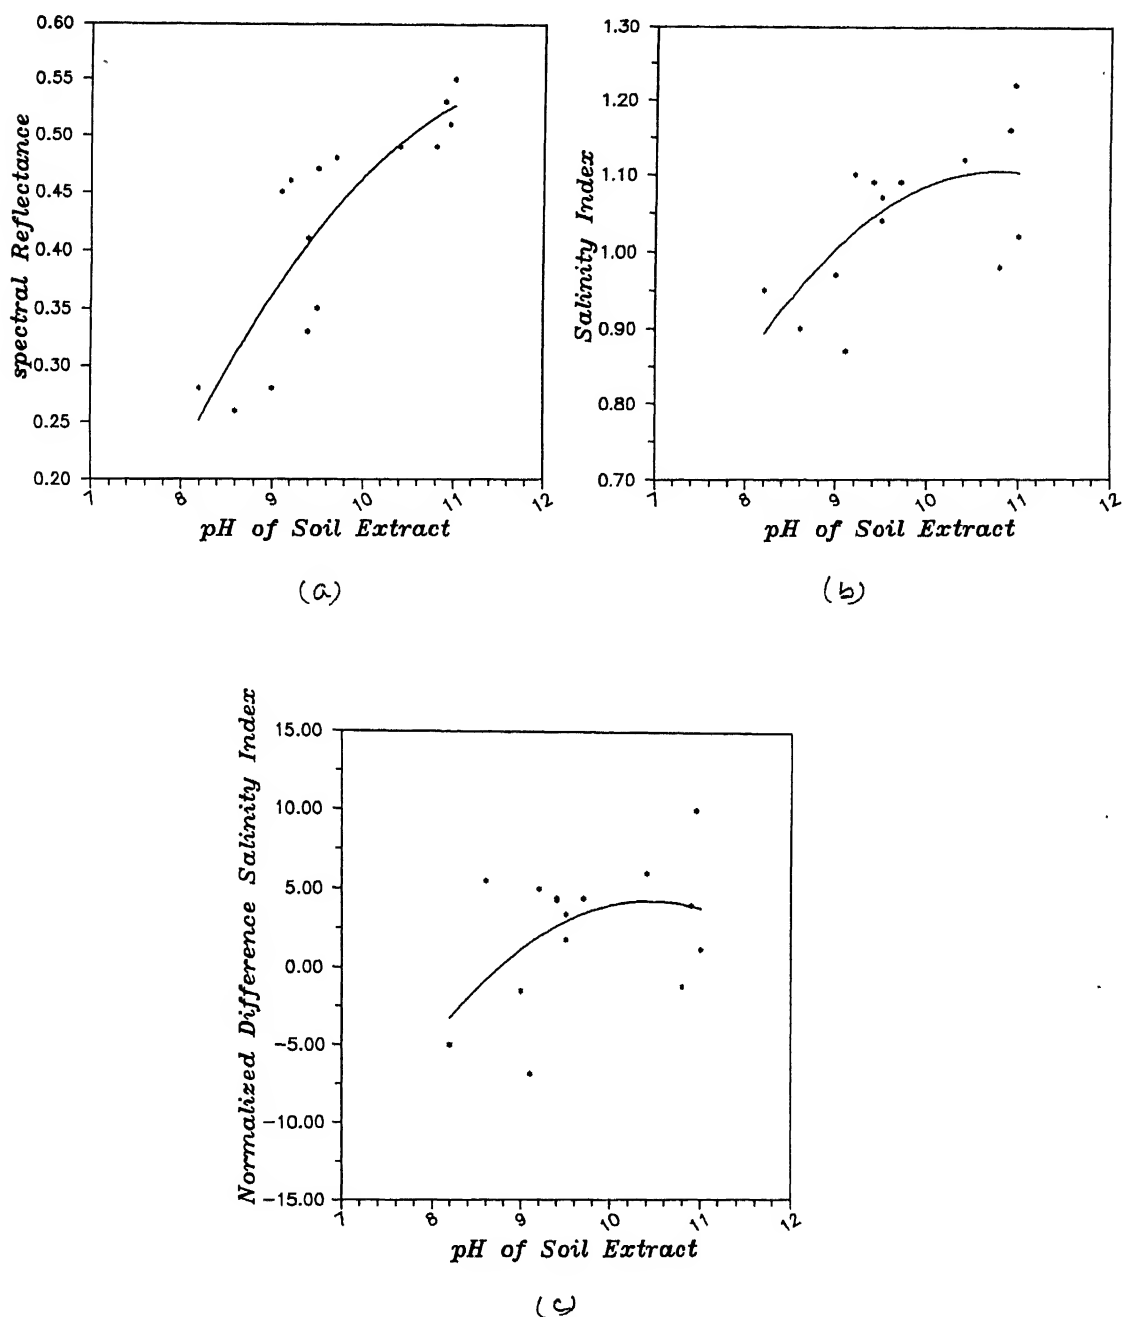 spectral Reflectance
0.60
0.55
0.50
0.45
0.40
0.35
0.30
0.25
0.20
7 8 9 10 11 12
pH of Soil Extract
(a)
Salinity Index
1.30
1.20
1.10
1.00
0.90
0.80
0.70
7 8 9 10 11 12
pH of Soil Extract
(b)
Normalized Difference Salinity Index
15.00
10.00
5.00
0.00
-5.00
-10.00
-15.00
7 8 9 10 11 12
pH of Soil Extract
(c)